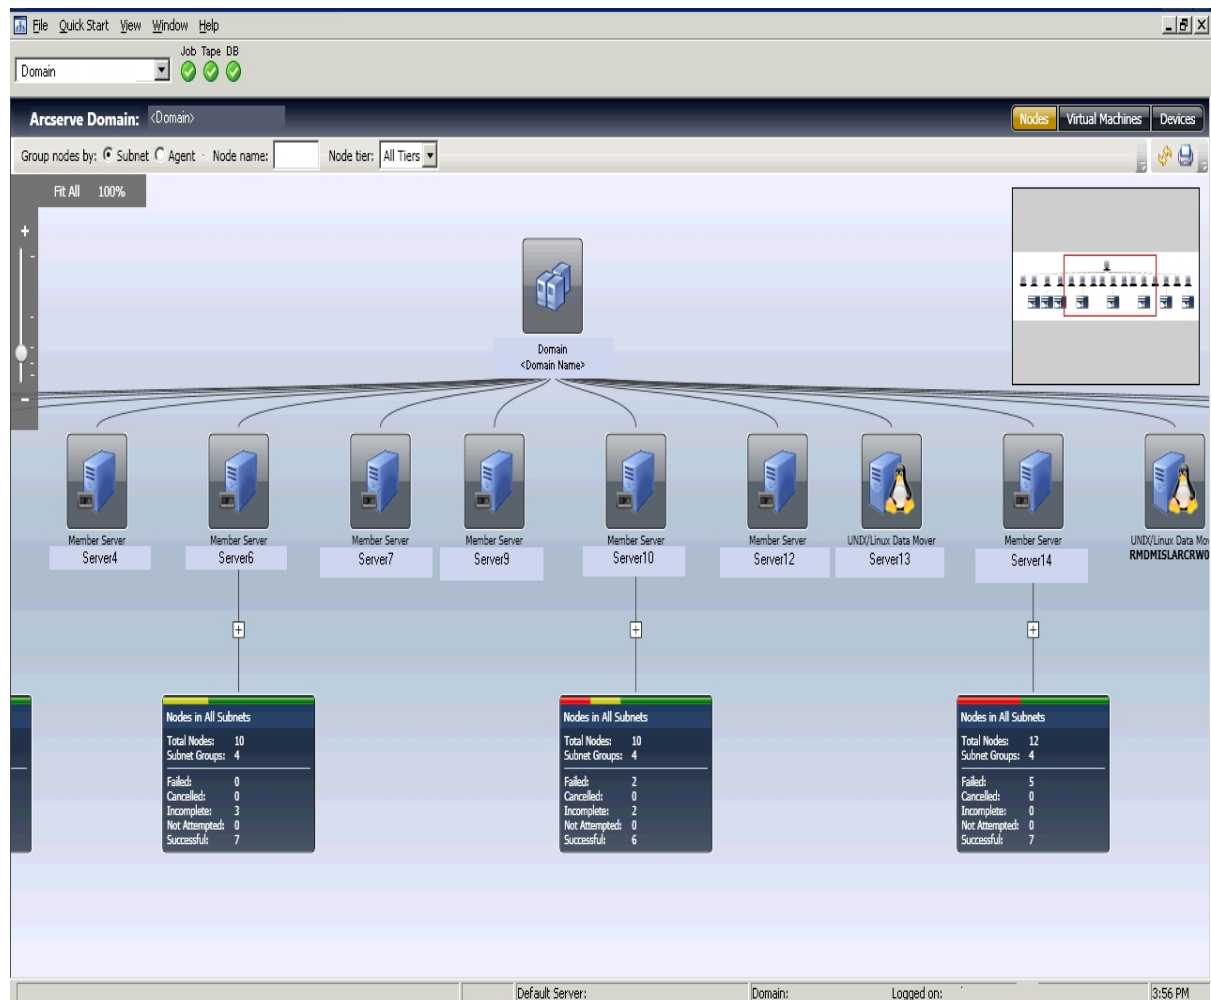 File Quick Start View Window Help
Job Tape DB
Domain
Arcserve Domain: <Domain> Nodes Virtual Machines Devices
Group nodes by: Subnet Agent Node name: Node tier: All Tiers
Fit All 100%
Domain
<Domain Name>
Member Server Member Server Member Server Member Server Member Server Member Server UNIX/Linux Data Mover Member Server UNIX/Linux Data Mov
Server4 Server6 Server7 Server9 Server10 Server12 Server13 Server14 RMDMISLARCRW0
Nodes in All Subnets
Total Nodes: 10
Subnet Groups: 4
Failed: 0
Cancelled: 0
Incomplete: 3
Not Attempted: 0
Successful: 7
Nodes in All Subnets
Total Nodes: 10
Subnet Groups: 4
Failed: 2
Cancelled: 0
Incomplete: 2
Not Attempted: 0
Successful: 6
Nodes in All Subnets
Total Nodes: 12
Subnet Groups: 4
Failed: 5
Cancelled: 0
Incomplete: 0
Not Attempted: 0
Successful: 7
Default Server: Domain: Logged on: 3:56 PM